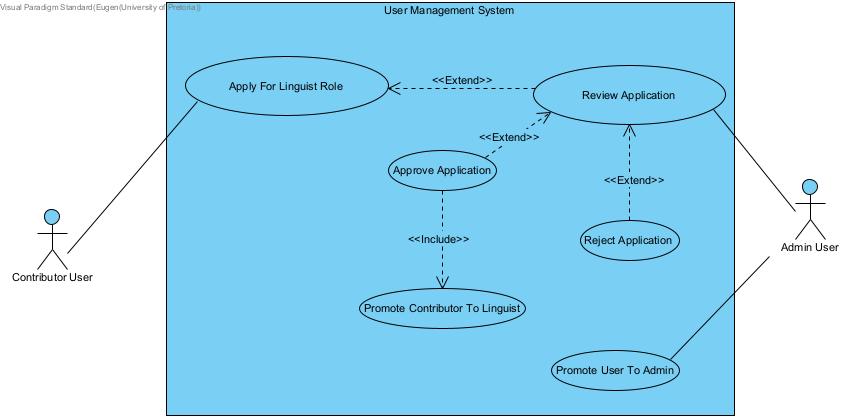 Visual Paradigm Standard(Eugen(University of Pretoria))
User Management System
Apply For Linguist Role
<<Extend>>
Review Application
<<Extend>>
Approve Application
<<Extend>>
<<Include>>
Reject Application
Contributor User
Admin User
Promote Contributor To Linguist
Promote User To Admin